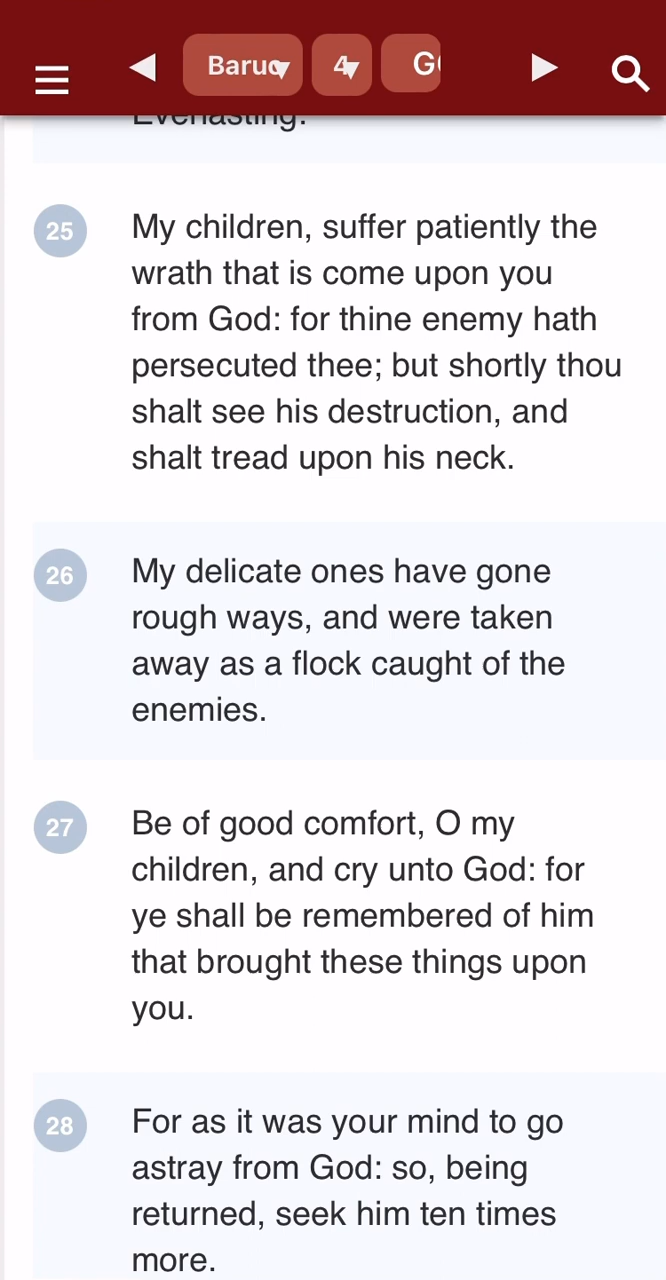 Baruc 4 G
Everlasting.
25 My children, suffer patiently the
wrath that is come upon you
from God: for thine enemy hath
persecuted thee; but shortly thou
shalt see his destruction, and
shalt tread upon his neck.
26 My delicate ones have gone
rough ways, and were taken
away as a flock caught of the
enemies.
27 Be of good comfort, O my
children, and cry unto God: for
ye shall be remembered of him
that brought these things upon
you.
28 For as it was your mind to go
astray from God: so, being
returned, seek him ten times
more.